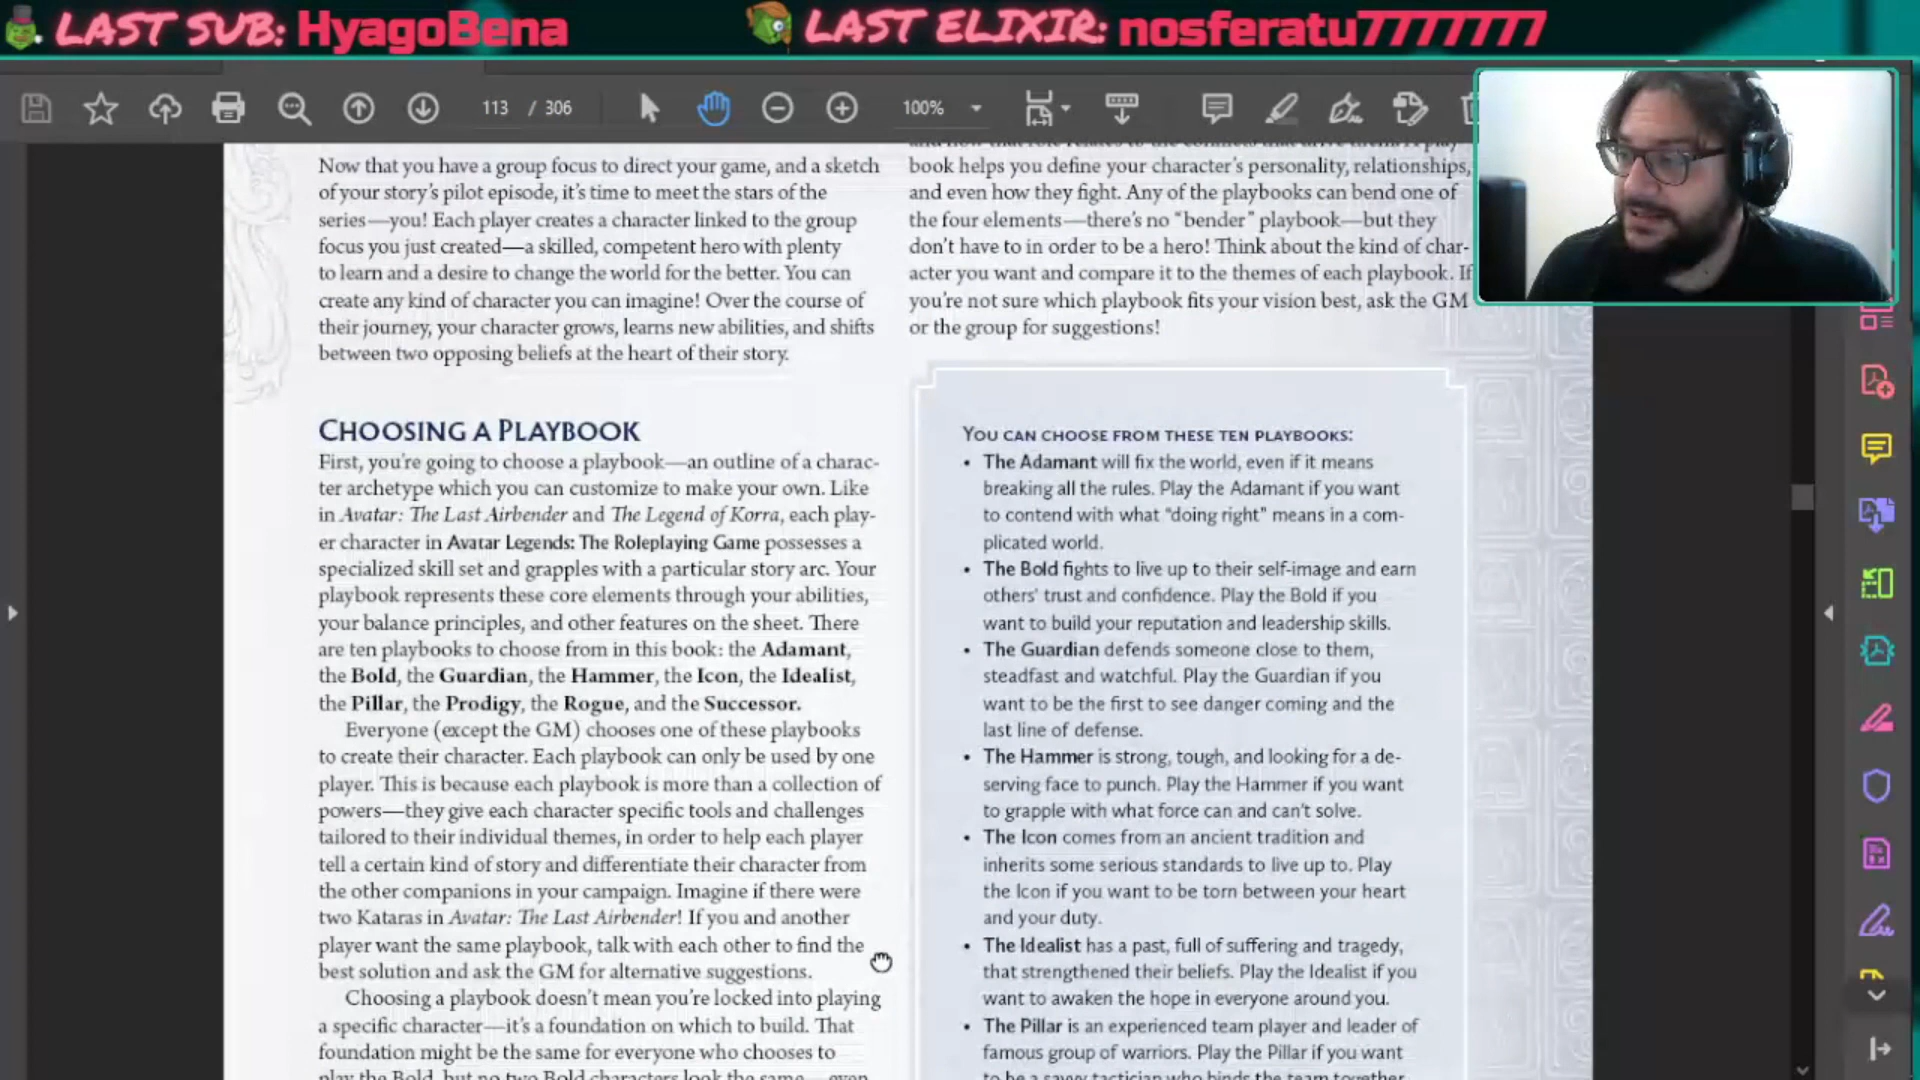 LAST SUB: HyagoBena
LAST ELIXIR: nosferatu7777777
113 / 306
100%
Now that you have a group focus to direct your game, and a sketch
of your story's pilot episode, it's time to meet the stars of the
series—you! Each player creates a character linked to the group
focus you just created—a skilled, competent hero with plenty
to learn and a desire to change the world for the better. You can
create any kind of character you can imagine! Over the course of
their journey, your character grows, learns new abilities, and shifts
between two opposing beliefs at the heart of their story.
CHOOSING A PLAYBOOK
First, you're going to choose a playbook—an outline of a charac-
ter archetype which you can customize to make your own. Like
in Avatar: The Last Airbender and The Legend of Korra, each play-
er character in Avatar Legends: The Roleplaying Game possesses a
specialized skill set and grapples with a particular story arc. Your
playbook represents these core elements through your abilities,
your balance principles, and other features on the sheet. There
are ten playbooks to choose from in this book: the Adamant,
the Bold, the Guardian, the Hammer, the Icon, the Idealist,
the Pillar, the Prodigy, the Rogue, and the Successor.
Everyone (except the GM) chooses one of these playbooks
to create their character. Each playbook can only be used by one
player. This is because each playbook is more than a collection of
powers—they give each character specific tools and challenges
tailored to their individual themes, in order to help each player
tell a certain kind of story and differentiate their character from
the other companions in your campaign. Imagine if there were
two Kataras in Avatar: The Last Airbender! If you and another
player want the same playbook, talk with each other to find the
best solution and ask the GM for alternative suggestions.
Choosing a playbook doesn't mean you're locked into playing
a specific character—it's a foundation on which to build. That
foundation might be the same for everyone who chooses to
play the Bold, but no two Bold characters look the same—even
book helps you define your character's personality, relationships,
and even how they fight. Any of the playbooks can bend one of
the four elements—there's no "bender" playbook—but they
don't have to in order to be a hero! Think about the kind of char-
acter you want and compare it to the themes of each playbook. If
you're not sure which playbook fits your vision best, ask the GM
or the group for suggestions!
YOU CAN CHOOSE FROM THESE TEN PLAYBOOKS:
• The Adamant will fix the world, even if it means
breaking all the rules. Play the Adamant if you want
to contend with what "doing right" means in a com-
plicated world.
• The Bold fights to live up to their self-image and earn
others' trust and confidence. Play the Bold if you
want to build your reputation and leadership skills.
• The Guardian defends someone close to them,
steadfast and watchful. Play the Guardian if you
want to be the first to see danger coming and the
last line of defense.
• The Hammer is strong, tough, and looking for a de-
serving face to punch. Play the Hammer if you want
to grapple with what force can and can't solve.
• The Icon comes from an ancient tradition and
inherits some serious standards to live up to. Play
the Icon if you want to be torn between your heart
and your duty.
• The Idealist has a past, full of suffering and tragedy,
that strengthened their beliefs. Play the Idealist if you
want to awaken the hope in everyone around you.
• The Pillar is an experienced team player and leader of
famous group of warriors. Play the Pillar if you want
to be a savvy tactician who binds the team together